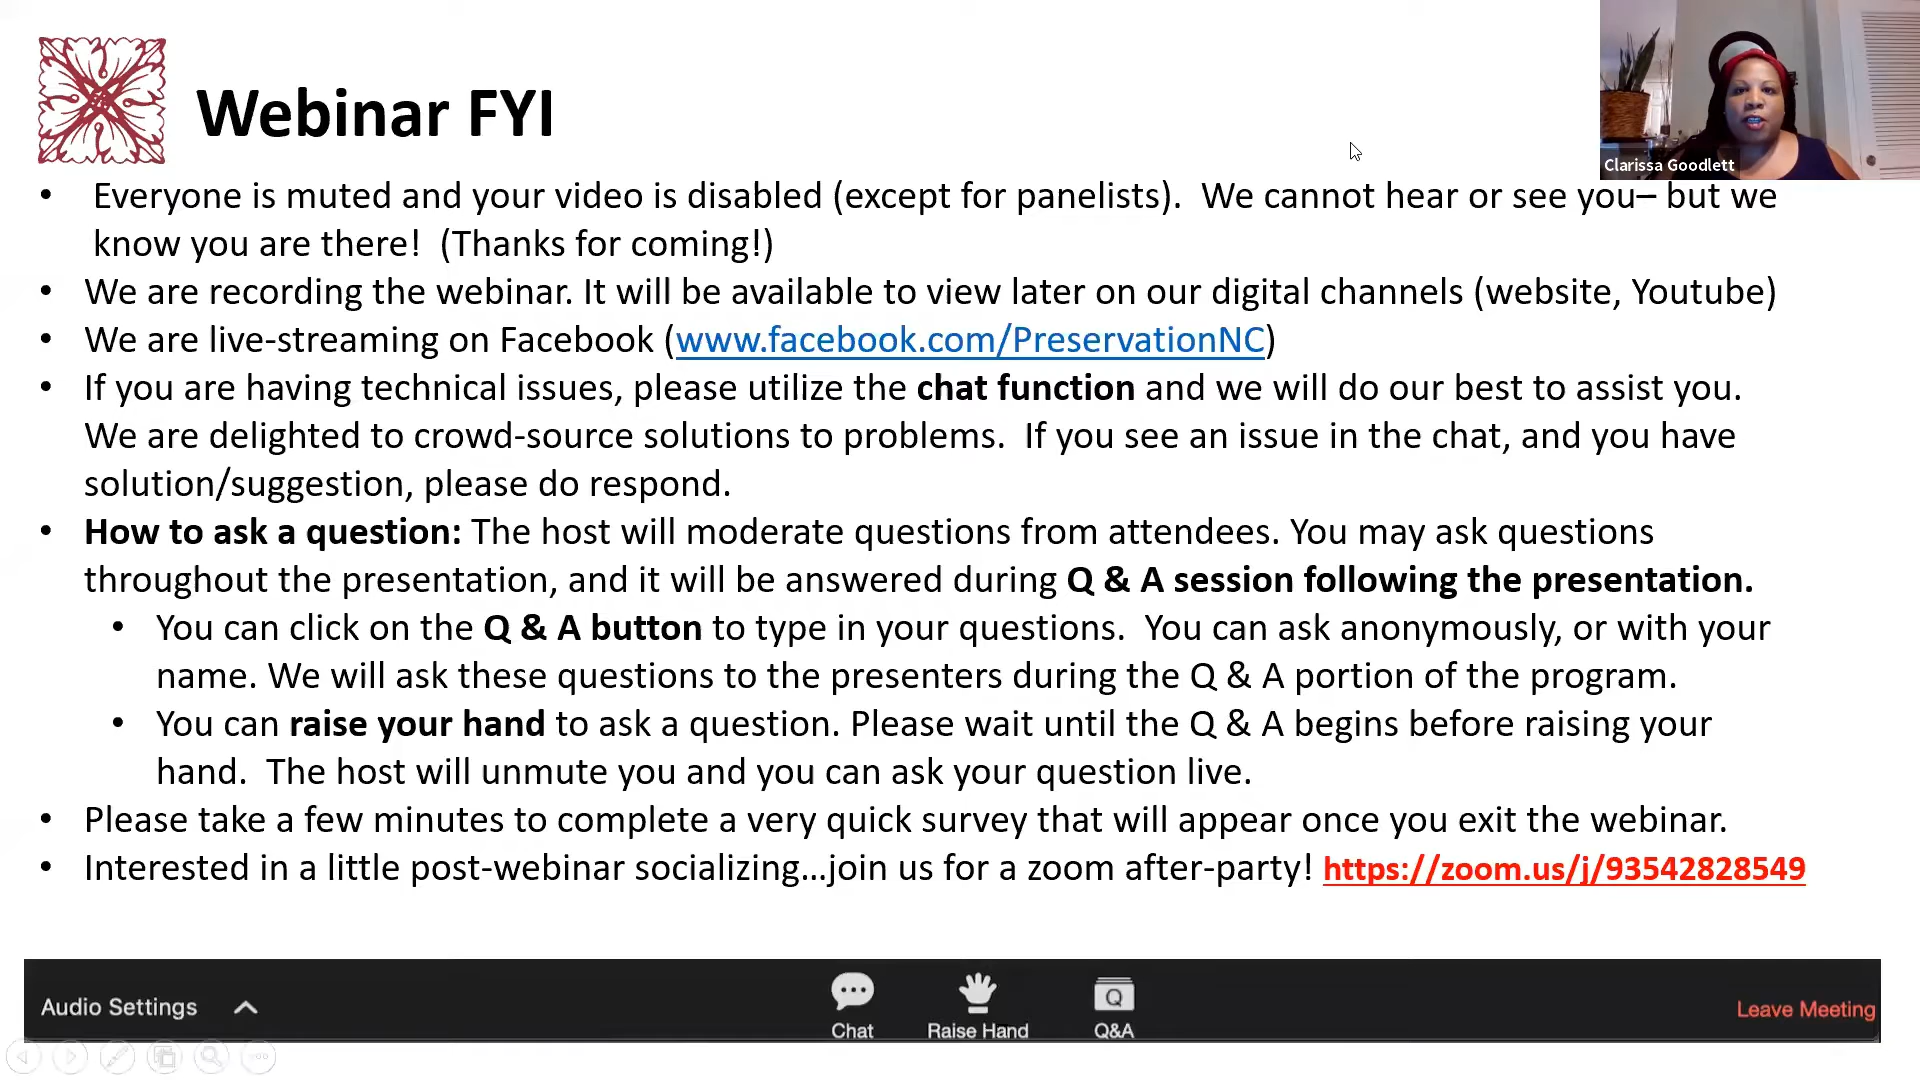 Webinar FYI
Clarissa Goodlett
• Everyone is muted and your video is disabled (except for panelists).  We cannot hear or see you– but we
know you are there!  (Thanks for coming!)
• We are recording the webinar. It will be available to view later on our digital channels (website, Youtube)
• We are live-streaming on Facebook (www.facebook.com/PreservationNC)
• If you are having technical issues, please utilize the chat function and we will do our best to assist you.
We are delighted to crowd-source solutions to problems.  If you see an issue in the chat, and you have
solution/suggestion, please do respond.
• How to ask a question: The host will moderate questions from attendees. You may ask questions
throughout the presentation, and it will be answered during Q & A session following the presentation.
• You can click on the Q & A button to type in your questions.  You can ask anonymously, or with your
name. We will ask these questions to the presenters during the Q & A portion of the program.
• You can raise your hand to ask a question. Please wait until the Q & A begins before raising your
hand.  The host will unmute you and you can ask your question live.
• Please take a few minutes to complete a very quick survey that will appear once you exit the webinar.
• Interested in a little post-webinar socializing…join us for a zoom after-party! https://zoom.us/j/93542828549
Audio Settings
Chat
Raise Hand
Q
Q&A
Leave Meeting